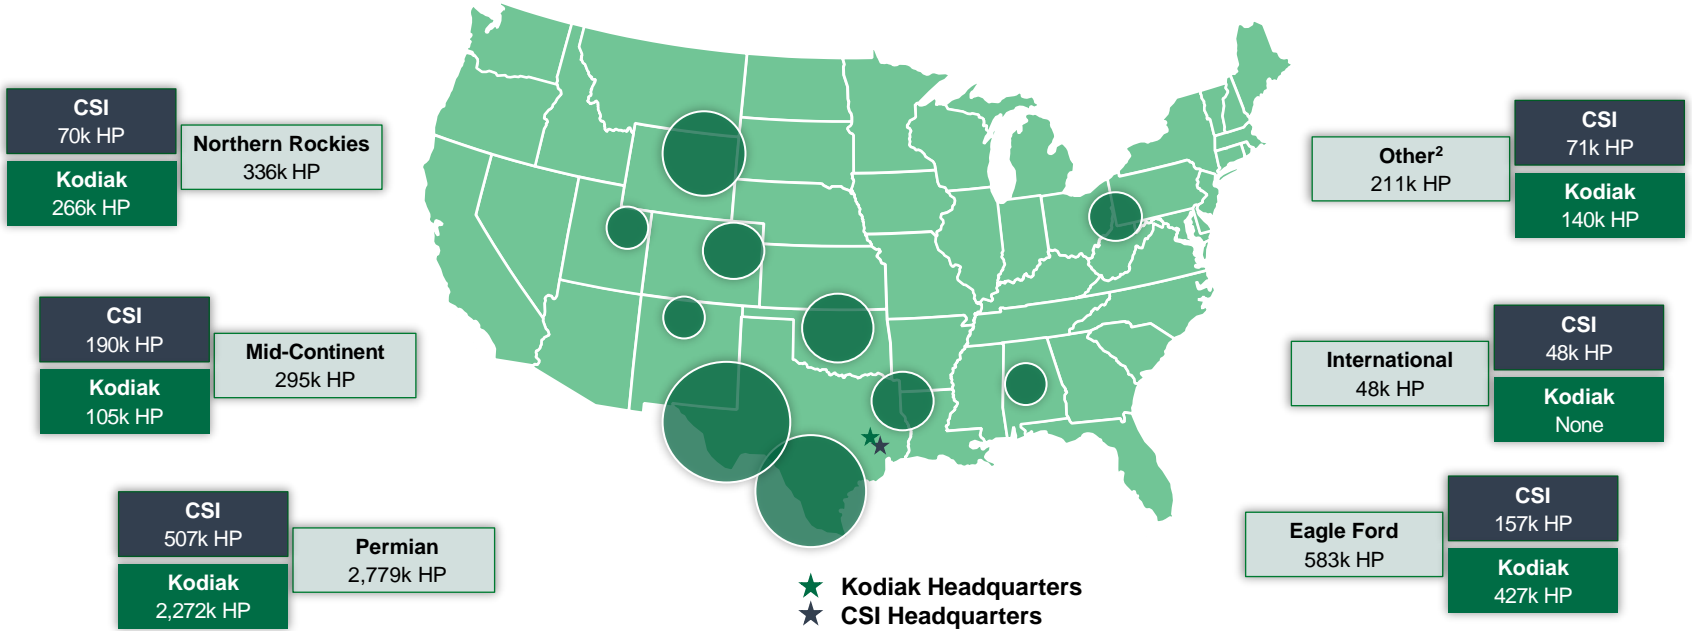 CSI
70k HP
Kodiak
266k HP
Northern Rockies
336k HP
CSI
190k HP
Kodiak
105k HP
Mid-Continent
295k HP
CSI
507k HP
Kodiak
2,272k HP
Permian
2,779k HP
Other²
211k HP
CSI
71k HP
Kodiak
140k HP
International
48k HP
CSI
48k HP
Kodiak
None
Eagle Ford
583k HP
CSI
157k HP
Kodiak
427k HP
Kodiak Headquarters
CSI Headquarters